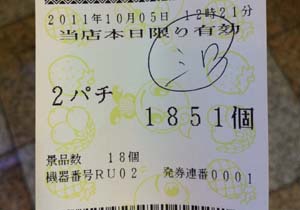 2011年10月05日 12時21分
当店本日限り有効
2パチ
1851個
景品数 18個
機器番号RU02 発券連番0001